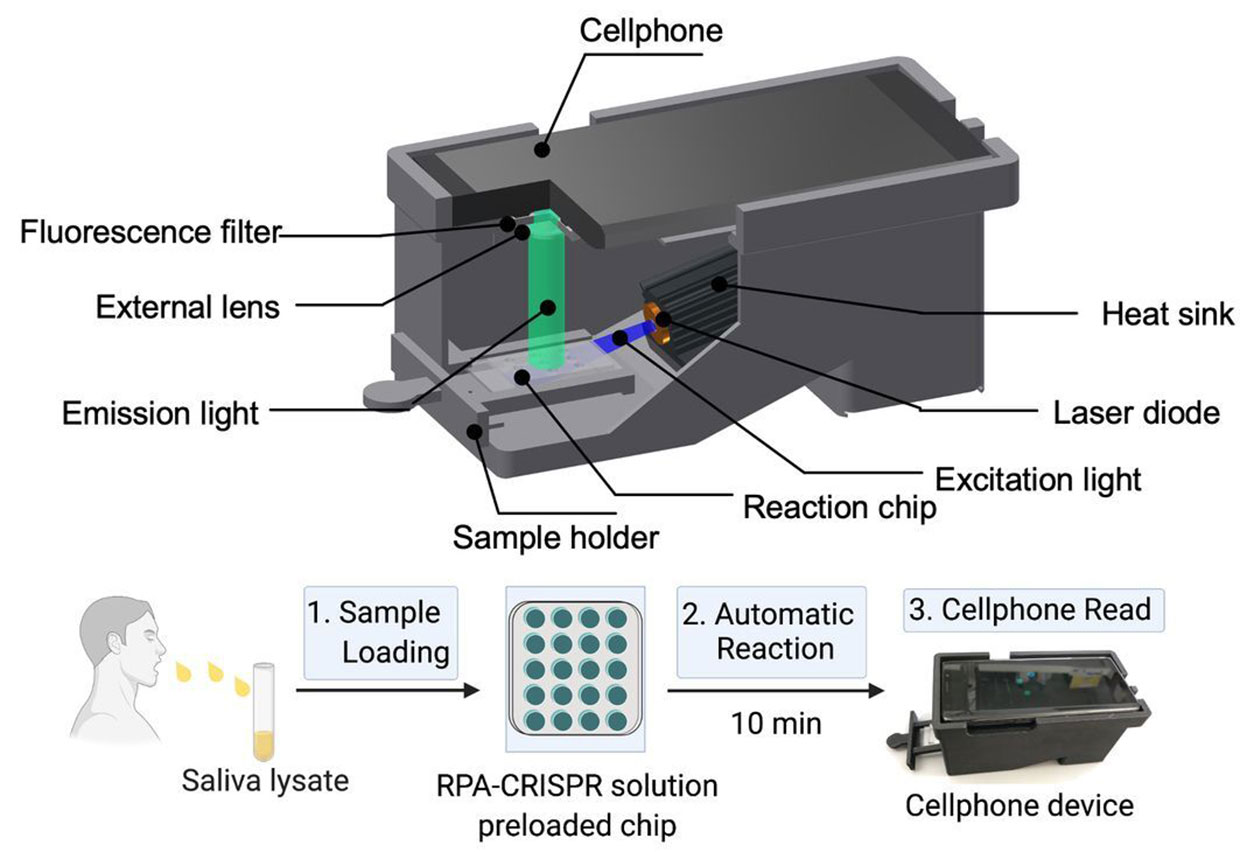 Cellphone
Fluorescence filter
External lens
Heat sink
Emission light
Laser diode
Excitation light
Reaction chip
Sample holder
1. Sample
Loading
2. Automatic
Reaction
3. Cellphone Read
10 min
Saliva lysate
RPA-CRISPR solution
preloaded chip
Cellphone device